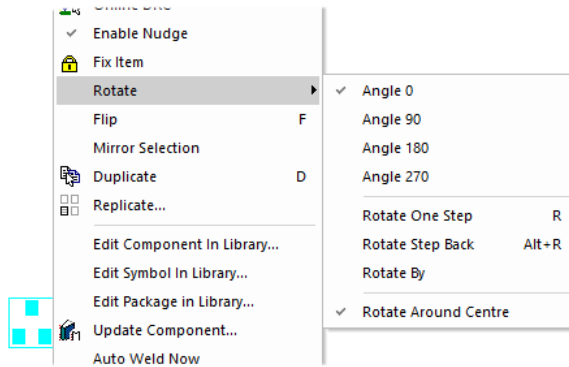 Online DRC
Enable Nudge
Fix Item
Rotate
Flip F
Mirror Selection
Duplicate D
Replicate...
Edit Component In Library...
Edit Symbol In Library...
Edit Package in Library...
Update Component...
Auto Weld Now
Angle 0
Angle 90
Angle 180
Angle 270
Rotate One Step R
Rotate Step Back Alt+R
Rotate By
Rotate Around Centre